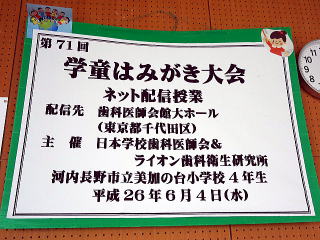 第71回
学童はみがき大会
ネット配信授業
配信先 歯科医師会館大ホール
(東京都千代田区)
主 催 日本学校歯科医師会&
ライオン歯科衛生研究所
河内長野市立美加の台小学校4年生
平成26年6月4日(水)